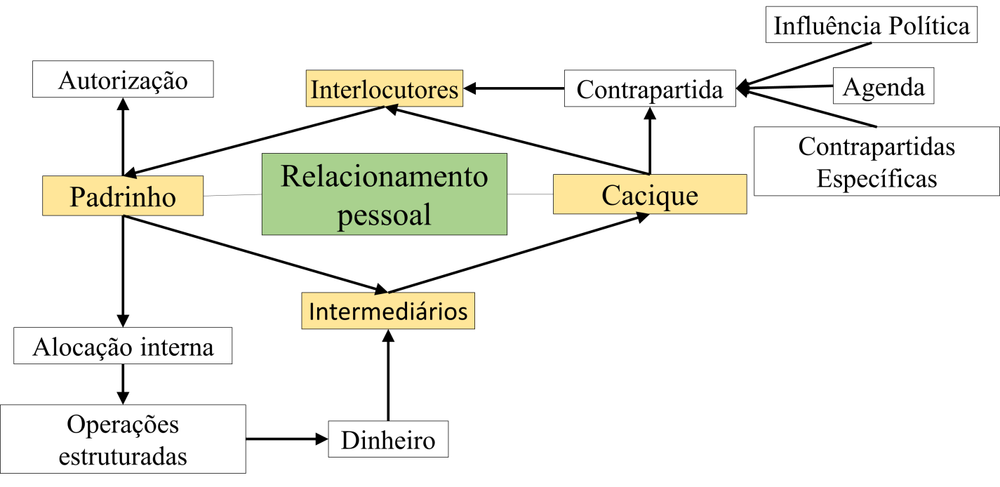 Influência Política
Autorização
Interlocutores
Contrapartida
Agenda
Contrapartidas
Específicas
Padrinho
Relacionamento
pessoal
Cacique
Intermediários
Alocação interna
Operações
estruturadas
Dinheiro